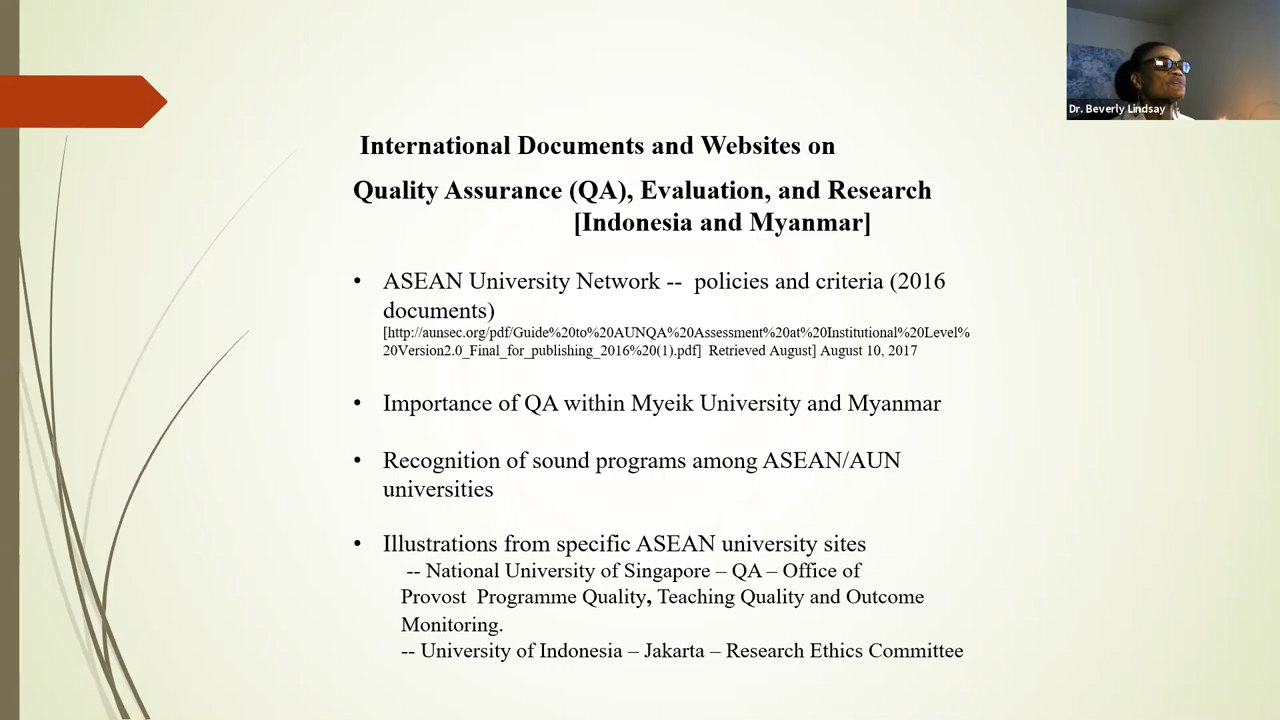 Dr. Beverly Lindsay
International Documents and Websites on
Quality Assurance (QA), Evaluation, and Research
[Indonesia and Myanmar]
• ASEAN University Network -- policies and criteria (2016
documents)
[http://aunsec.org/pdf/Guide%20to%20AUNQA%20Assessment%20at%20Institutional%20Level%
20Version2.0_Final_for_publishing_2016%20(1).pdf] Retrieved August] August 10, 2017
• Importance of QA within Myeik University and Myanmar
• Recognition of sound programs among ASEAN/AUN
universities
• Illustrations from specific ASEAN university sites
-- National University of Singapore – QA – Office of
Provost Programme Quality, Teaching Quality and Outcome
Monitoring.
-- University of Indonesia – Jakarta – Research Ethics Committee